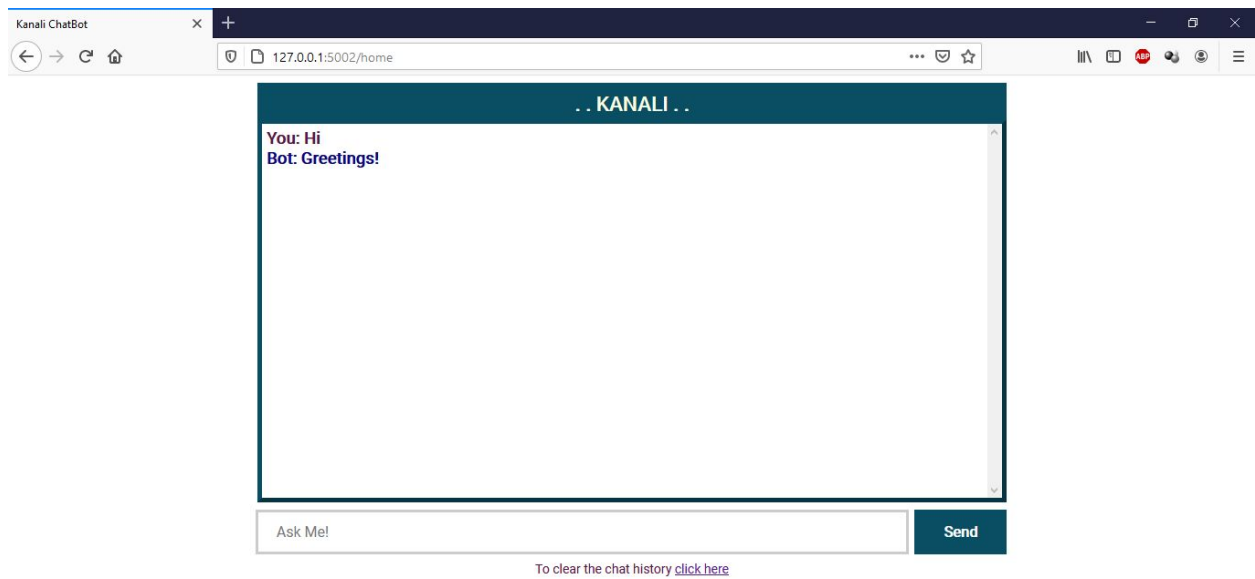 Kanali ChatBot
127.0.0.1:5002/home
ABP
. . KANALI . .
You: Hi
Bot: Greetings!
Ask Me!
Send
To clear the chat history click here